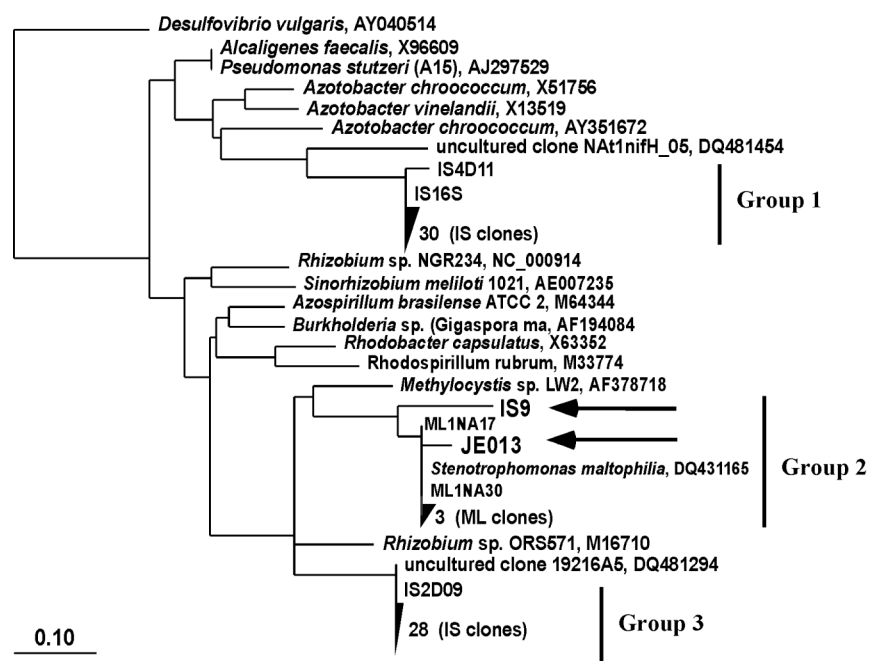 Desulfovibrio vulgaris, AY040514
Alcaligenes faecalis, X96609
Pseudomonas stutzeri (A15), AJ297529
Azotobacter chroococcum, X51756
Azotobacter vinelandii, X13519
Azotobacter chroococcum, AY351672
uncultured clone NAt1nifH_05, DQ481454
IS4D11
IS16S
Group 1
30 (IS clones)
Rhizobium sp. NGR234, NC_000914
Sinorhizobium meliloti 1021, AE007235
Azospirillum brasilense ATCC 2, M64344
Burkholderia sp. (Gigaspora ma, AF194084
Rhodobacter capsulatus, X63352
Rhodospirillum rubrum, M33774
Methylocystis sp. LW2, AF378718
IS9
ML1NA17
JE013
Stenotrophomonas maltophilia, DQ431165
Group 2
ML1NA30
3 (ML clones)
Rhizobium sp. ORS571, M16710
uncultured clone 19216A5, DQ481294
IS2D09
28 (IS clones)
Group 3
0.10